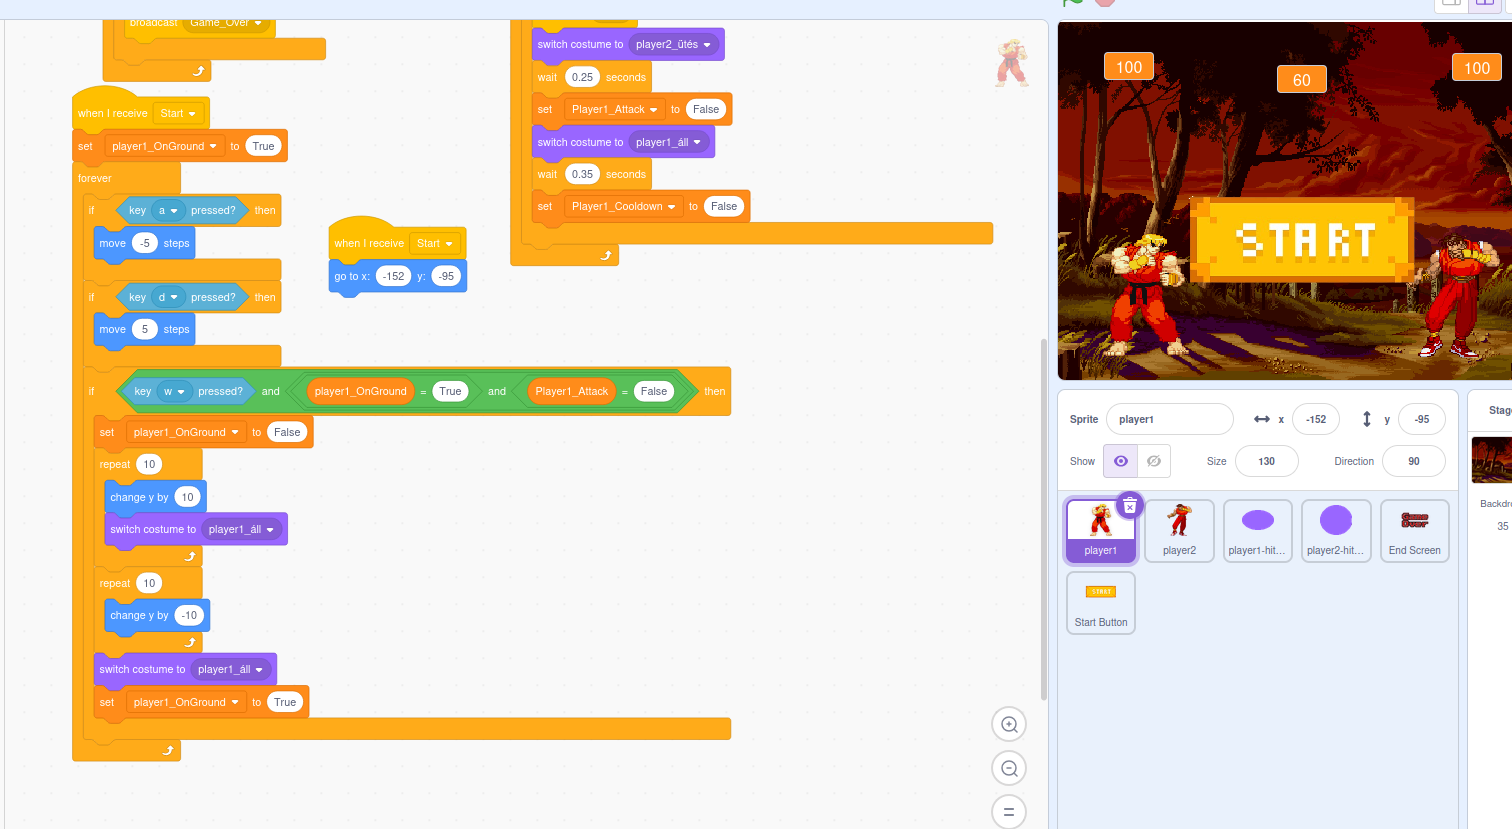 broadcast Game_Over
when I receive Start
set player1_OnGround to True
forever
if key a pressed? then
move -5 steps
if key d pressed? then
move 5 steps
if key w pressed? and player1_OnGround = True and Player1_Attack = False then
set player1_OnGround to False
repeat 10
change y by 10
switch costume to player1_áll
repeat 10
change y by -10
switch costume to player1_áll
set player1_OnGround to True
when I receive Start
go to x: -152 y: -95
switch costume to player2_ütés
wait 0.25 seconds
set Player1_Attack to False
switch costume to player1_áll
wait 0.35 seconds
set Player1_Cooldown to False
100
60
100
START
Sprite player1 x -152 y -95
Show Size 130 Direction 90
player1 player2 player1-hit... player2-hit... End Screen
Game Over
START
Start Button
Stag
Backdro
35